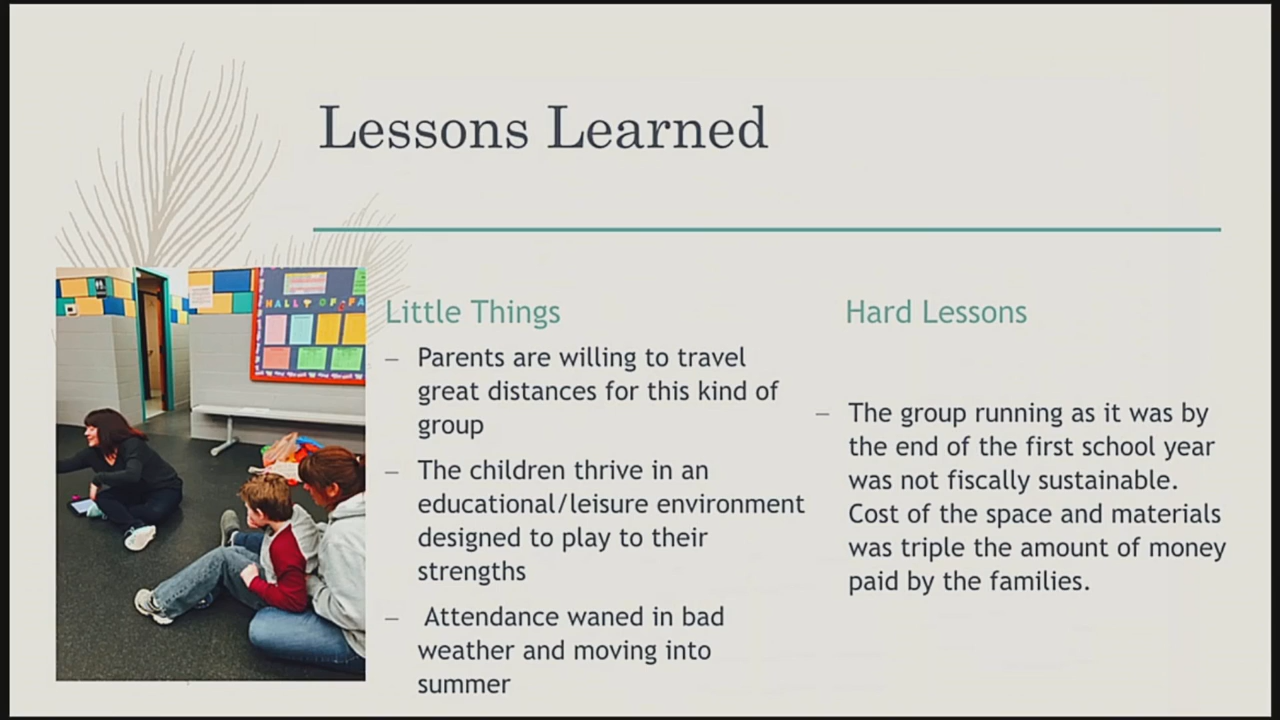 Lessons Learned
HALL OF FA
Little Things
– Parents are willing to travel
great distances for this kind of
group
– The children thrive in an
educational/leisure environment
designed to play to their
strengths
– Attendance waned in bad
weather and moving into
summer
Hard Lessons
– The group running as it was by
the end of the first school year
was not fiscally sustainable.
Cost of the space and materials
was triple the amount of money
paid by the families.